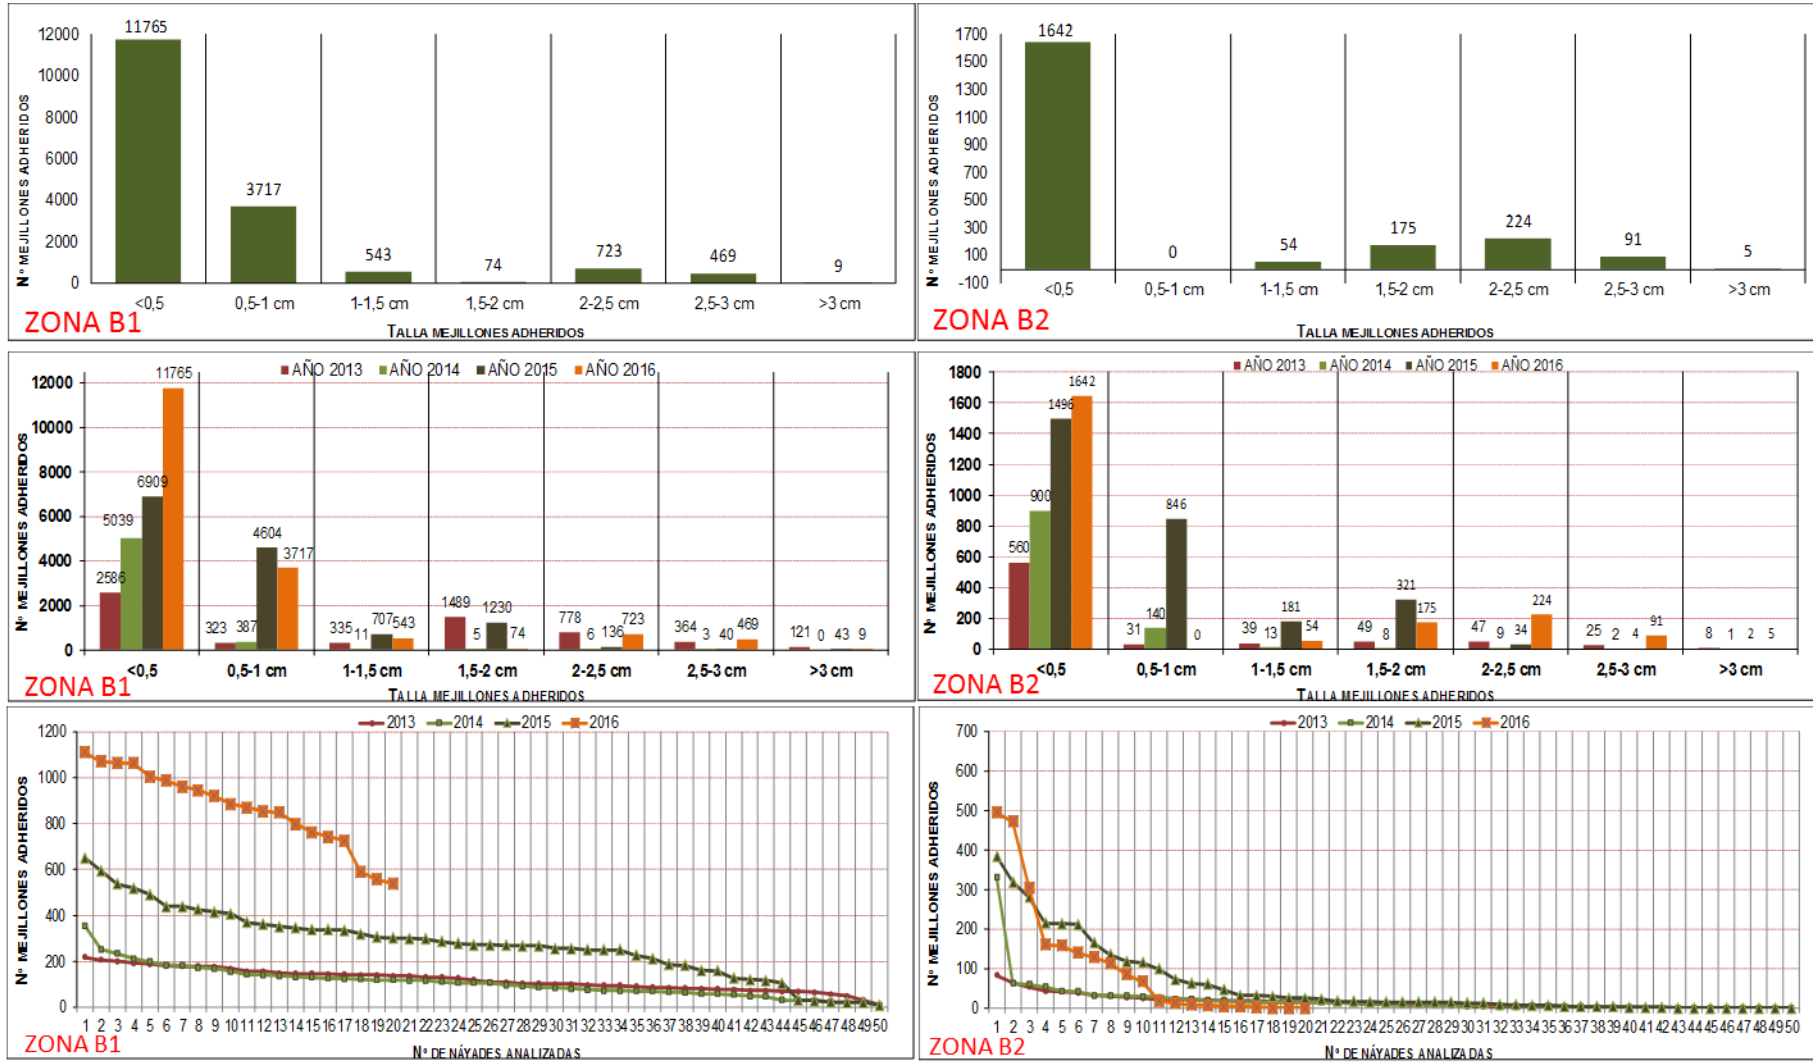 11765
12000
10000
8000
6000
4000
2000
0
3717
543
74
723
469
9
<0,5
0,5-1 cm
1-1,5 cm
1,5-2 cm
2-2,5 cm
2,5-3 cm
>3 cm
Nº MEJILLONES ADHERIDOS
TALLA MEJILLONES ADHERIDOS
ZONA B1
1642
1700
1500
1300
1100
900
700
500
300
100
-100
0
54
175
224
91
5
<0,5
0,5-1 cm
1-1,5 cm
1,5-2 cm
2-2,5 cm
2,5-3 cm
>3 cm
Nº MEJILLONES ADHERIDOS
TALLA MEJILLONES ADHERIDOS
ZONA B2
AÑO 2013 AÑO 2014 AÑO 2015 AÑO 2016
12000
10000
8000
6000
4000
2000
0
2586 5039 6909 11765
323 387 4604 3717
335 11 707 543
1489 5 1230 74
778 6 136 723
364 3 40 469
121 0 43 9
<0,5
0,5-1 cm
1-1,5 cm
1,5-2 cm
2-2,5 cm
2,5-3 cm
>3 cm
Nº MEJILLONES ADHERIDOS
TALLA MEJILLONES ADHERIDOS
ZONA B1
AÑO 2013 AÑO 2014 AÑO 2015 AÑO 2016
1800
1600
1400
1200
1000
800
600
400
200
0
560 900 1496 1642
31 140 846 0
39 13 181 54
49 8 321 175
47 9 34 224
25 2 4 91
8 1 2 5
<0,5
0,5-1 cm
1-1,5 cm
1,5-2 cm
2-2,5 cm
2,5-3 cm
>3 cm
Nº MEJILLONES ADHERIDOS
TALLA MEJILLONES ADHERIDOS
ZONA B2
2013 2014 2015 2016
1200
1000
800
600
400
200
0
1 2 3 4 5 6 7 8 9 10 11 12 13 14 15 16 17 18 19 20 21 22 23 24 25 26 27 28 29 30 31 32 33 34 35 36 37 38 39 40 41 42 43 44 45 46 47 48 49 50
Nº MEJILLONES ADHERIDOS
Nº DE NÁYADES ANALIZADAS
ZONA B1
2013 2014 2015 2016
700
600
500
400
300
200
100
0
1 2 3 4 5 6 7 8 9 10 11 12 13 14 15 16 17 18 19 20 21 22 23 24 25 26 27 28 29 30 31 32 33 34 35 36 37 38 39 40 41 42 43 44 45 46 47 48 49 50
Nº MEJILLONES ADHERIDOS
Nº DE NÁYADES ANALIZADAS
ZONA B2